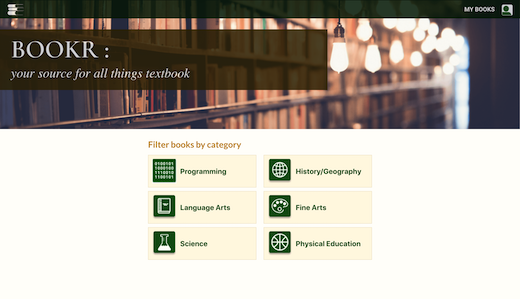 MY BOOKS
BOOKR :
your source for all things textbook
Filter books by category
0100101
1000100
1110010
1100101
Programming
History/Geography
Language Arts
Fine Arts
Science
Physical Education